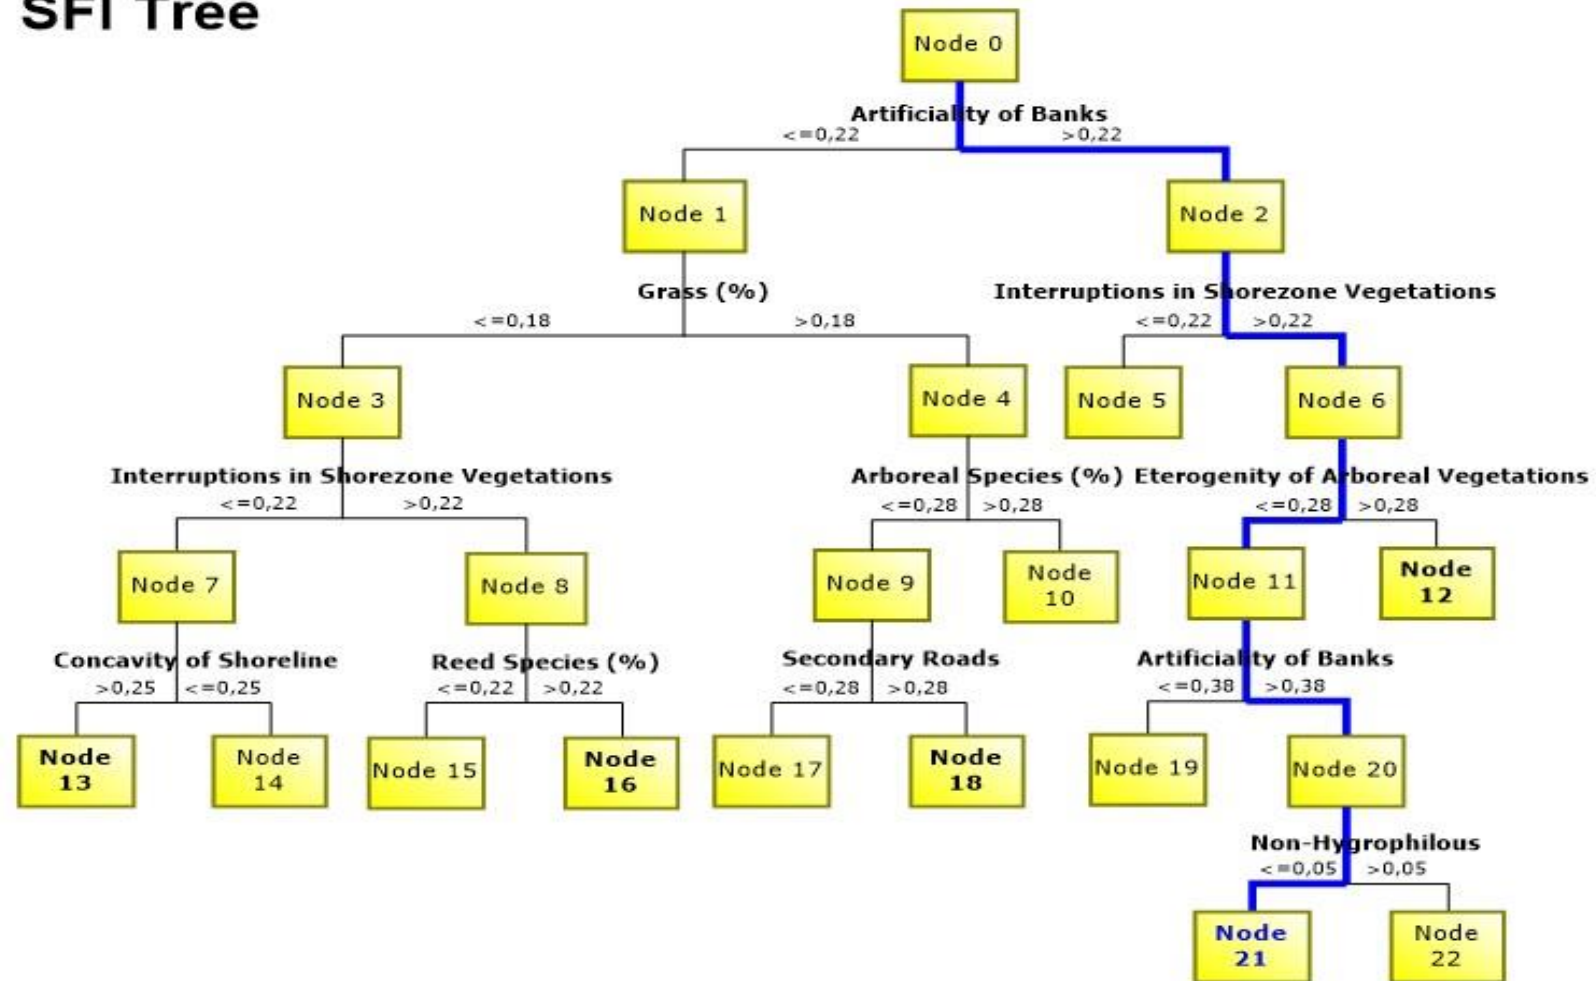 SFI Tree
Node 0
Artificiality of Banks
<=0,22 >0,22
Node 1 Node 2
Grass (%) Interruptions in Shorezone Vegetations
<=0,18 >0,18 <=0,22 >0,22
Node 3 Node 4 Node 5 Node 6
Interruptions in Shorezone Vegetations Arboreal Species (%) Eterogenity of Arboreal Vegetations
<=0,22 >0,22 <=0,28 >0,28 <=0,28 >0,28
Node 7 Node 8 Node 9 Node
10 Node 11 Node
12
Concavity of Shoreline Reed Species (%) Secondary Roads Artificiality of Banks
>0,25 <=0,25 <=0,22 >0,22 <=0,28 >0,28 <=0,38 >0,38
Node
13
Node
14
Node 15
Node
16
Node 17
Node
18
Node 19
Node 20
Non-Hygrophilous
<=0,05 >0,05
Node
21
Node
22